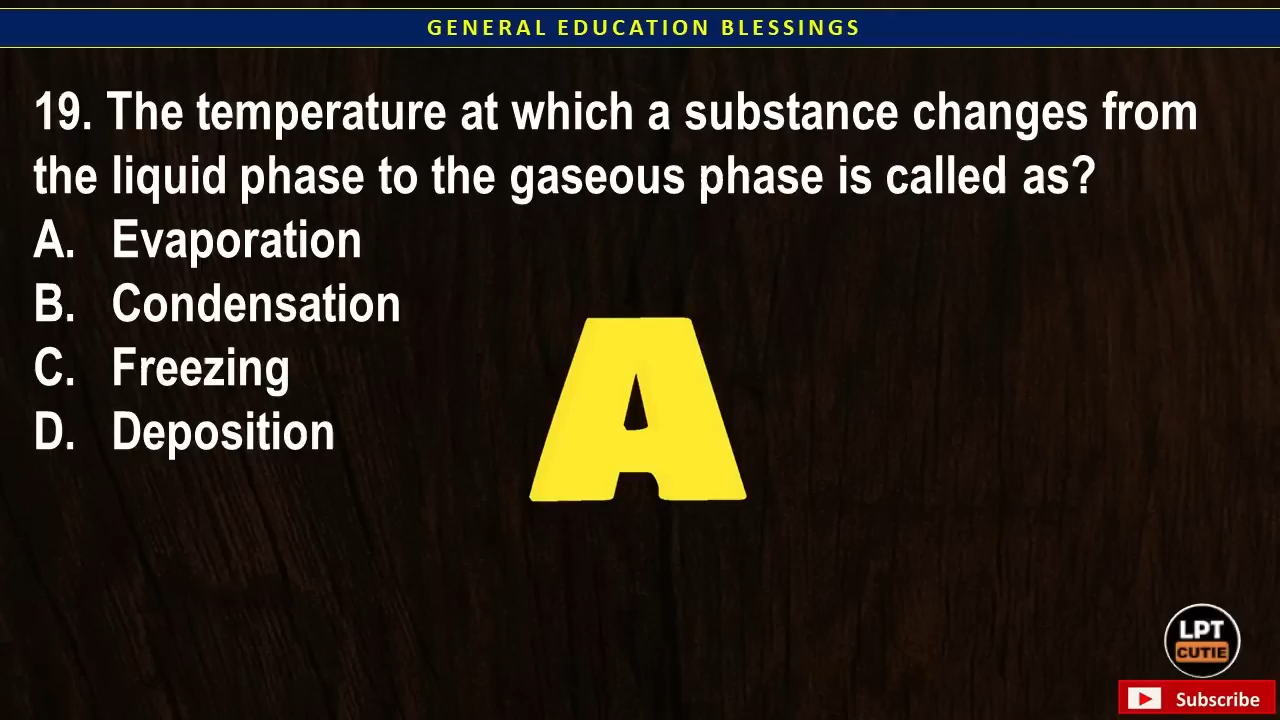 GENERAL EDUCATION BLESSINGS
19. The temperature at which a substance changes from
the liquid phase to the gaseous phase is called as?
A. Evaporation
B. Condensation
C. Freezing
D. Deposition
A
LPT
CUTIE
Subscribe